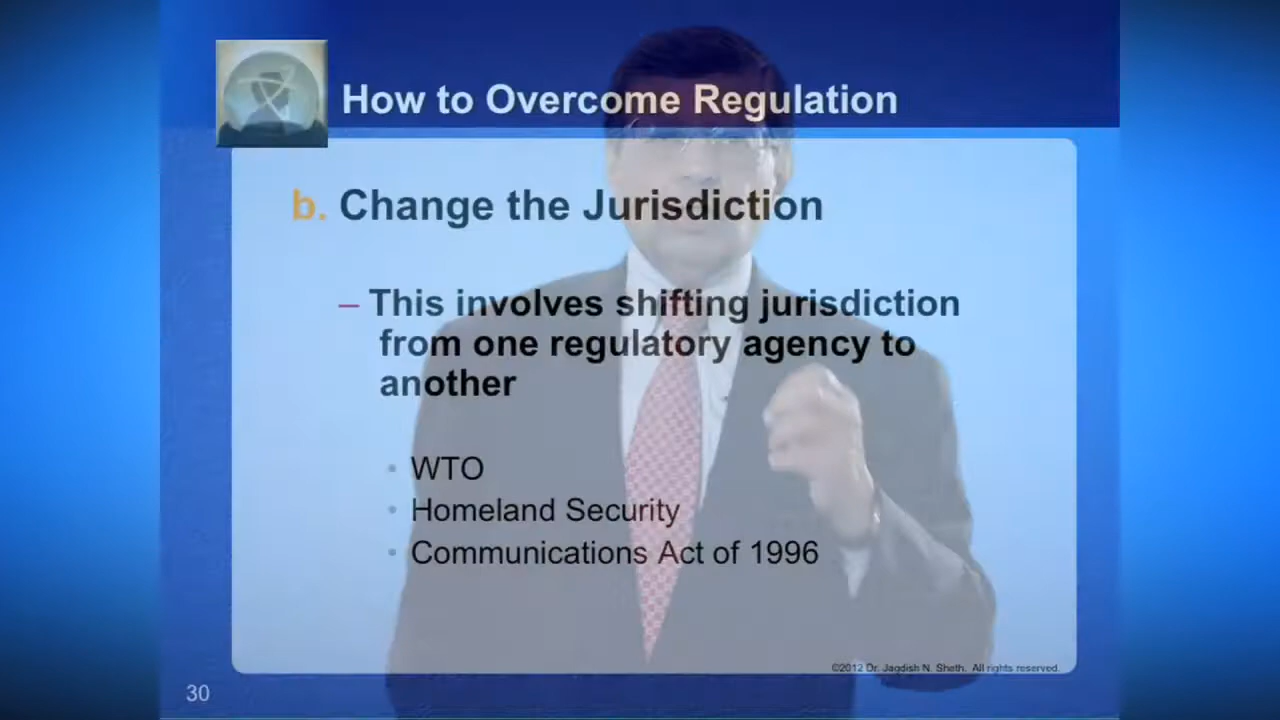 How to Overcome Regulation
b. Change the Jurisdiction
– This involves shifting jurisdiction
from one regulatory agency to
another
• WTO
• Homeland Security
• Communications Act of 1996
©2012 Dr. Jagdish N. Sheth. All rights reserved.
30